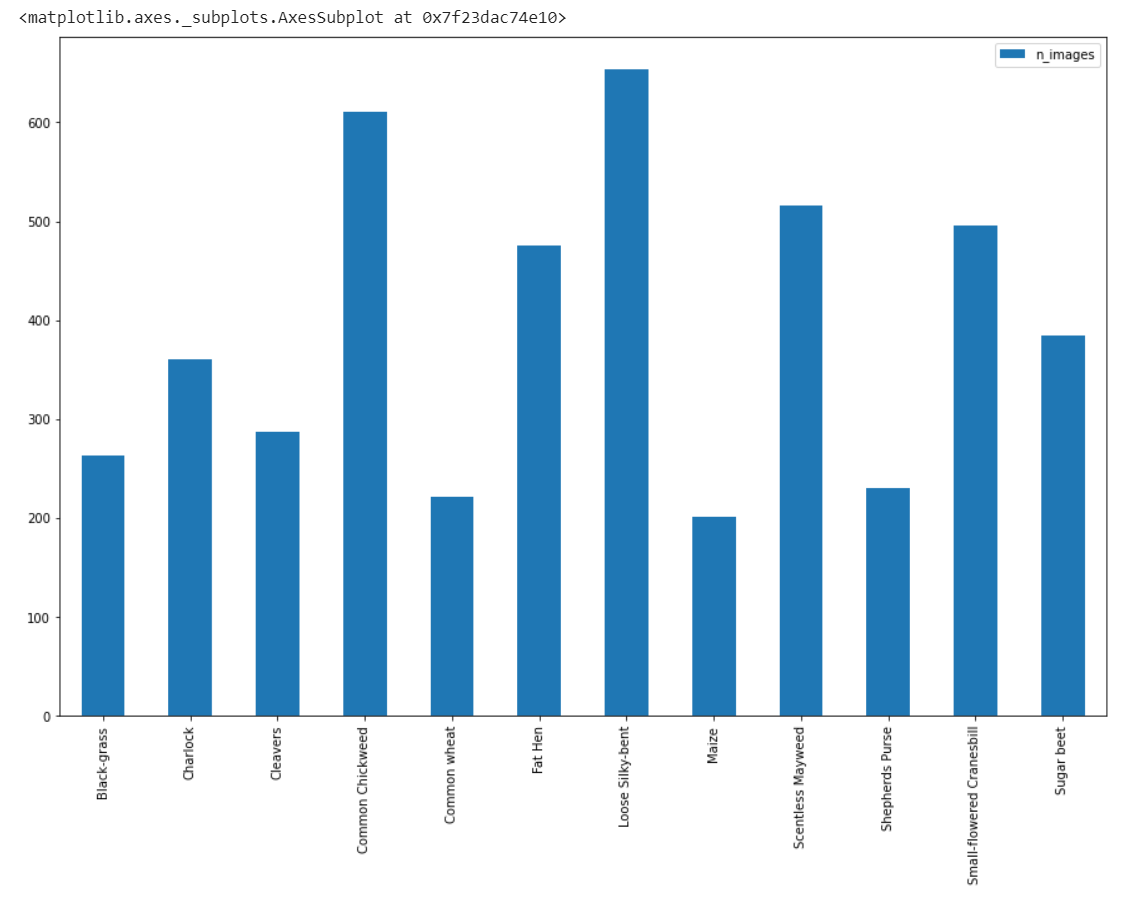 <matplotlib.axes._subplots.AxesSubplot at 0x7f23dac74e10>
n_images
600
500
400
300
200
100
0
Black-grass
Charlock
Cleavers
Common Chickweed
Common wheat
Fat Hen
Loose Silky-bent
Maize
Scentless Mayweed
Shepherds Purse
Small-flowered Cranesbill
Sugar beet